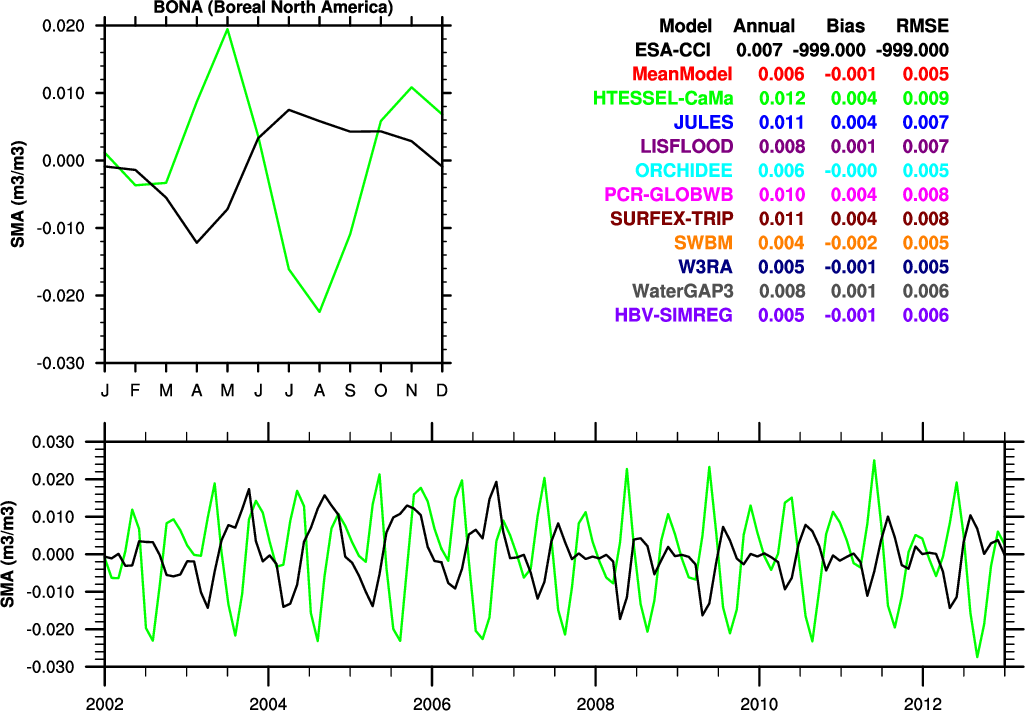 BONA (Boreal North America)
0.020
0.010
0.000
-0.010
-0.020
-0.030
SMA (m3/m3)
J F M A M J J A S O N D
Model Annual Bias RMSE
ESA-CCI 0.007 -999.000 -999.000
MeanModel 0.006 -0.001 0.005
HTESSEL-CaMa 0.012 0.004 0.009
JULES 0.011 0.004 0.007
LISFLOOD 0.008 0.001 0.007
ORCHIDEE 0.006 -0.000 0.005
PCR-GLOBWB 0.010 0.004 0.008
SURFEX-TRIP 0.011 0.004 0.008
SWBM 0.004 -0.002 0.005
W3RA 0.005 -0.001 0.005
WaterGAP3 0.008 0.001 0.006
HBV-SIMREG 0.005 -0.001 0.006
0.030
0.020
0.010
0.000
-0.010
-0.020
-0.030
SMA (m3/m3)
2002 2004 2006 2008 2010 2012